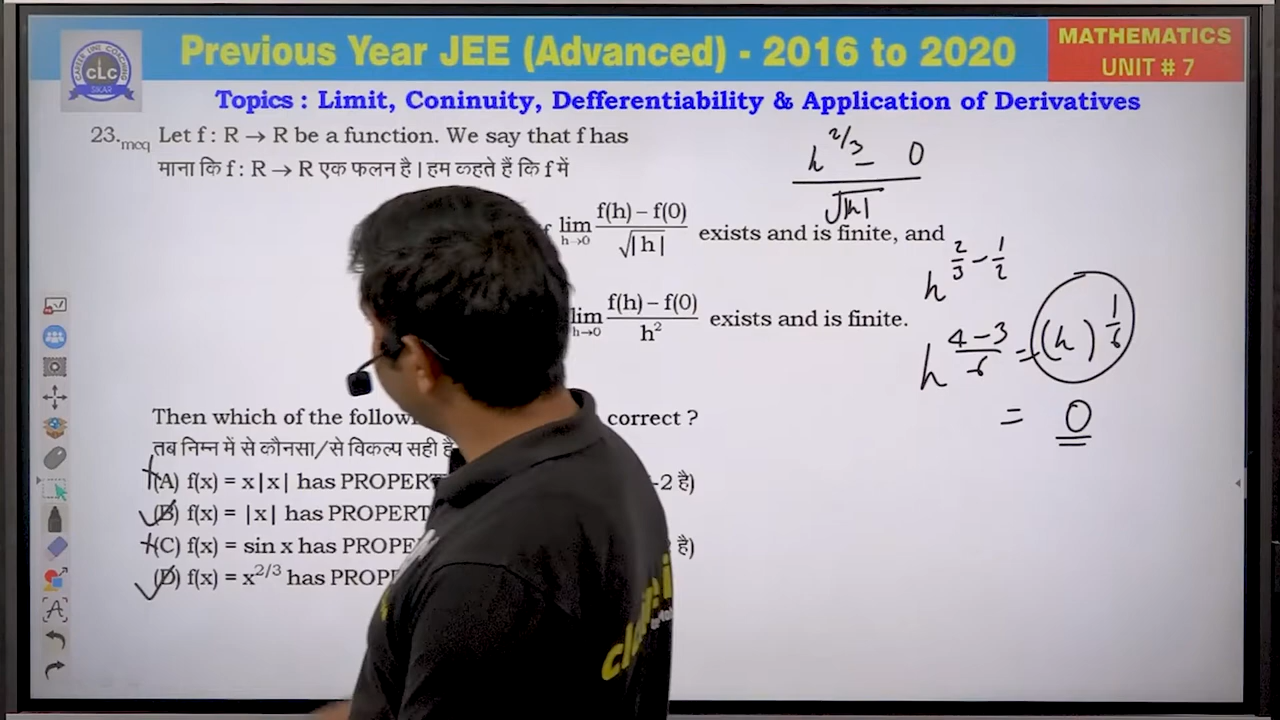 Previous Year JEE (Advanced) - 2016 to 2020
MATHEMATICS
UNIT # 7
CLC
SIKAR
Topics : Limit, Coninuity, Defferentiability & Application of Derivatives
23.mcq Let f : R → R be a function. We say that f has
माना कि f : R → R एक फलन है। हम कहते हैं कि f में
lim h→0 (f(h) – f(0))/√|h| exists and is finite, and
lim h→0 (f(h) – f(0))/h² exists and is finite.
Then which of the follow correct ?
तब निम्न में से कौनसा/से विकल्प सही है
(A) f(x) = x|x| has PROPERT -2 है)
(B) f(x) = |x| has PROPERT
(C) f(x) = sin x has PROPE है)
(D) f(x) = x^2/3 has PROP
h^2/3 – 0
√|h|
h^(2/3 – 1/2)
h^((4–3)/6) = (h)^1/6
= 0